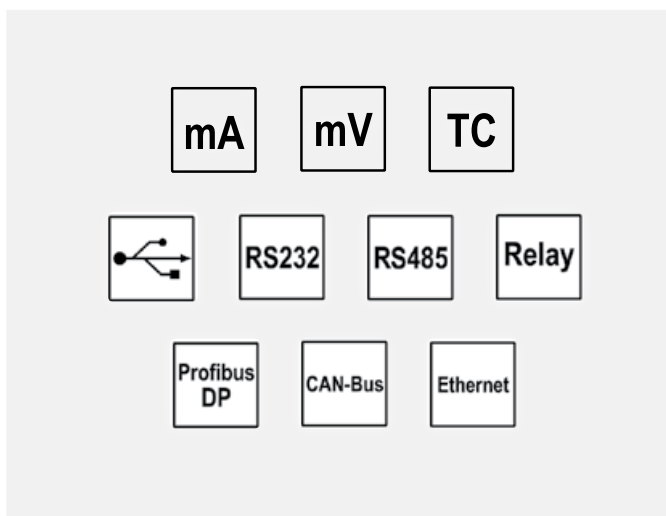 mA mV TC
RS232 RS485 Relay
Profibus
DP
CAN-Bus Ethernet